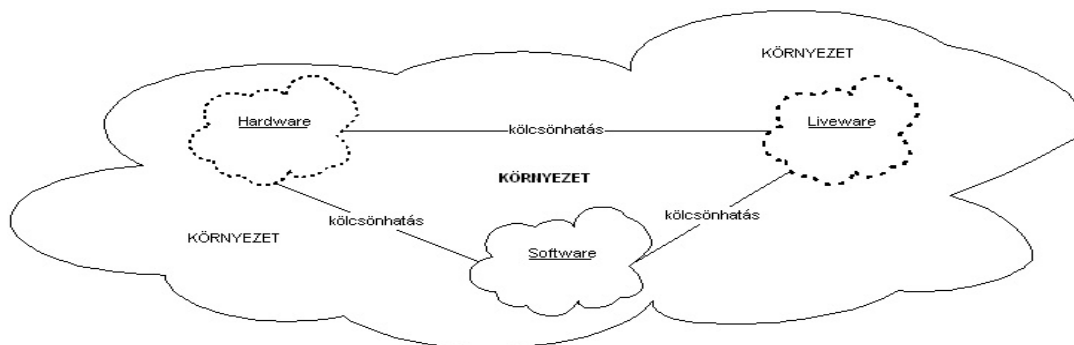 KÖRNYEZET
Hardware
Liveware
kölcsönhatás
KÖRNYEZET
kölcsönhatás
kölcsönhatás
KÖRNYEZET
Software